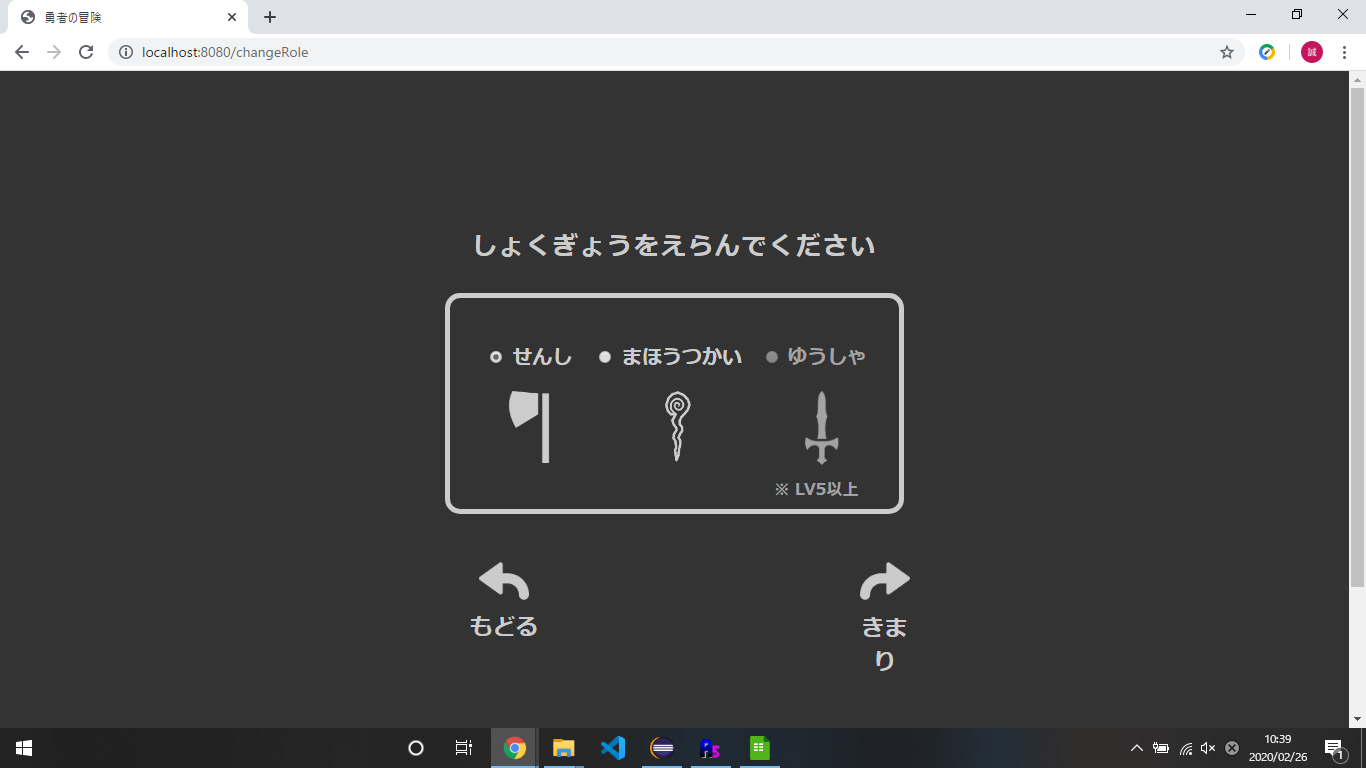 勇者の冒険
localhost:8080/changeRole
誠
しょくぎょうをえらんでください
せんし まほうつかい ゆうしゃ
※ LV5以上
もどる きま
り
10:39
2020/02/26
1